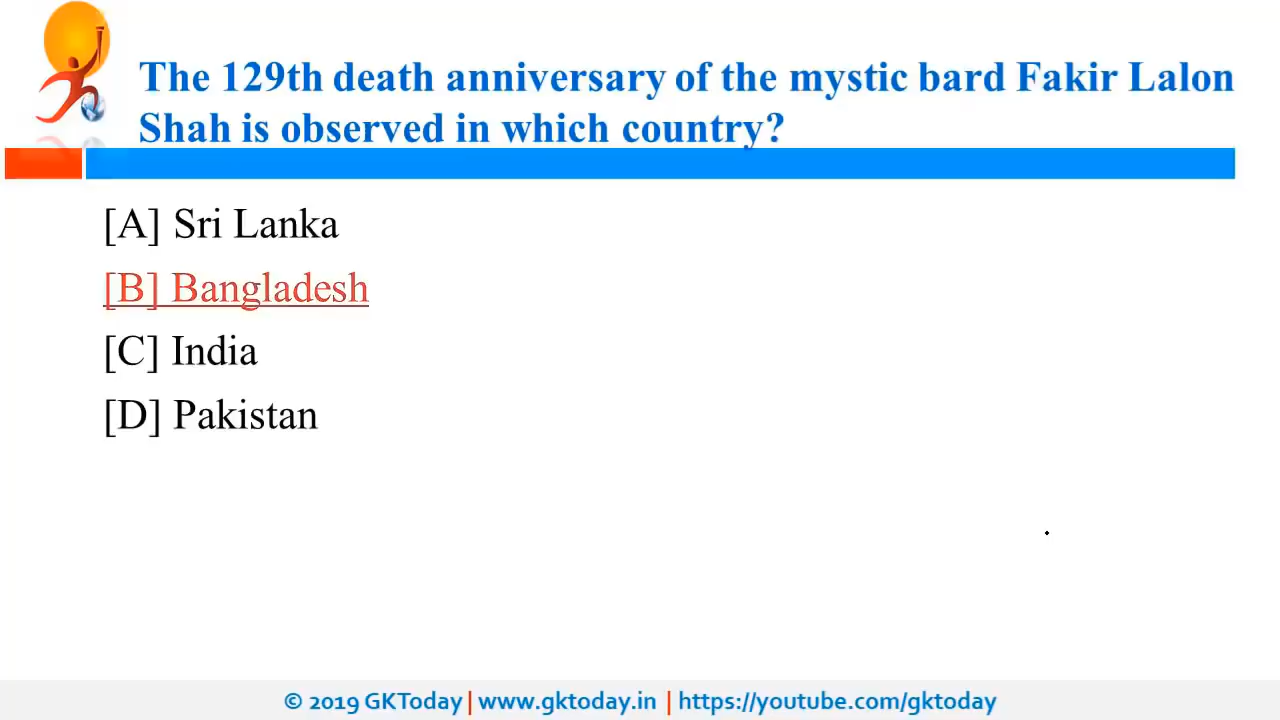 The 129th death anniversary of the mystic bard Fakir Lalon
Shah is observed in which country?
[A] Sri Lanka
[B] Bangladesh
[C] India
[D] Pakistan
© 2019 GKToday | www.gktoday.in | https://youtube.com/gktoday